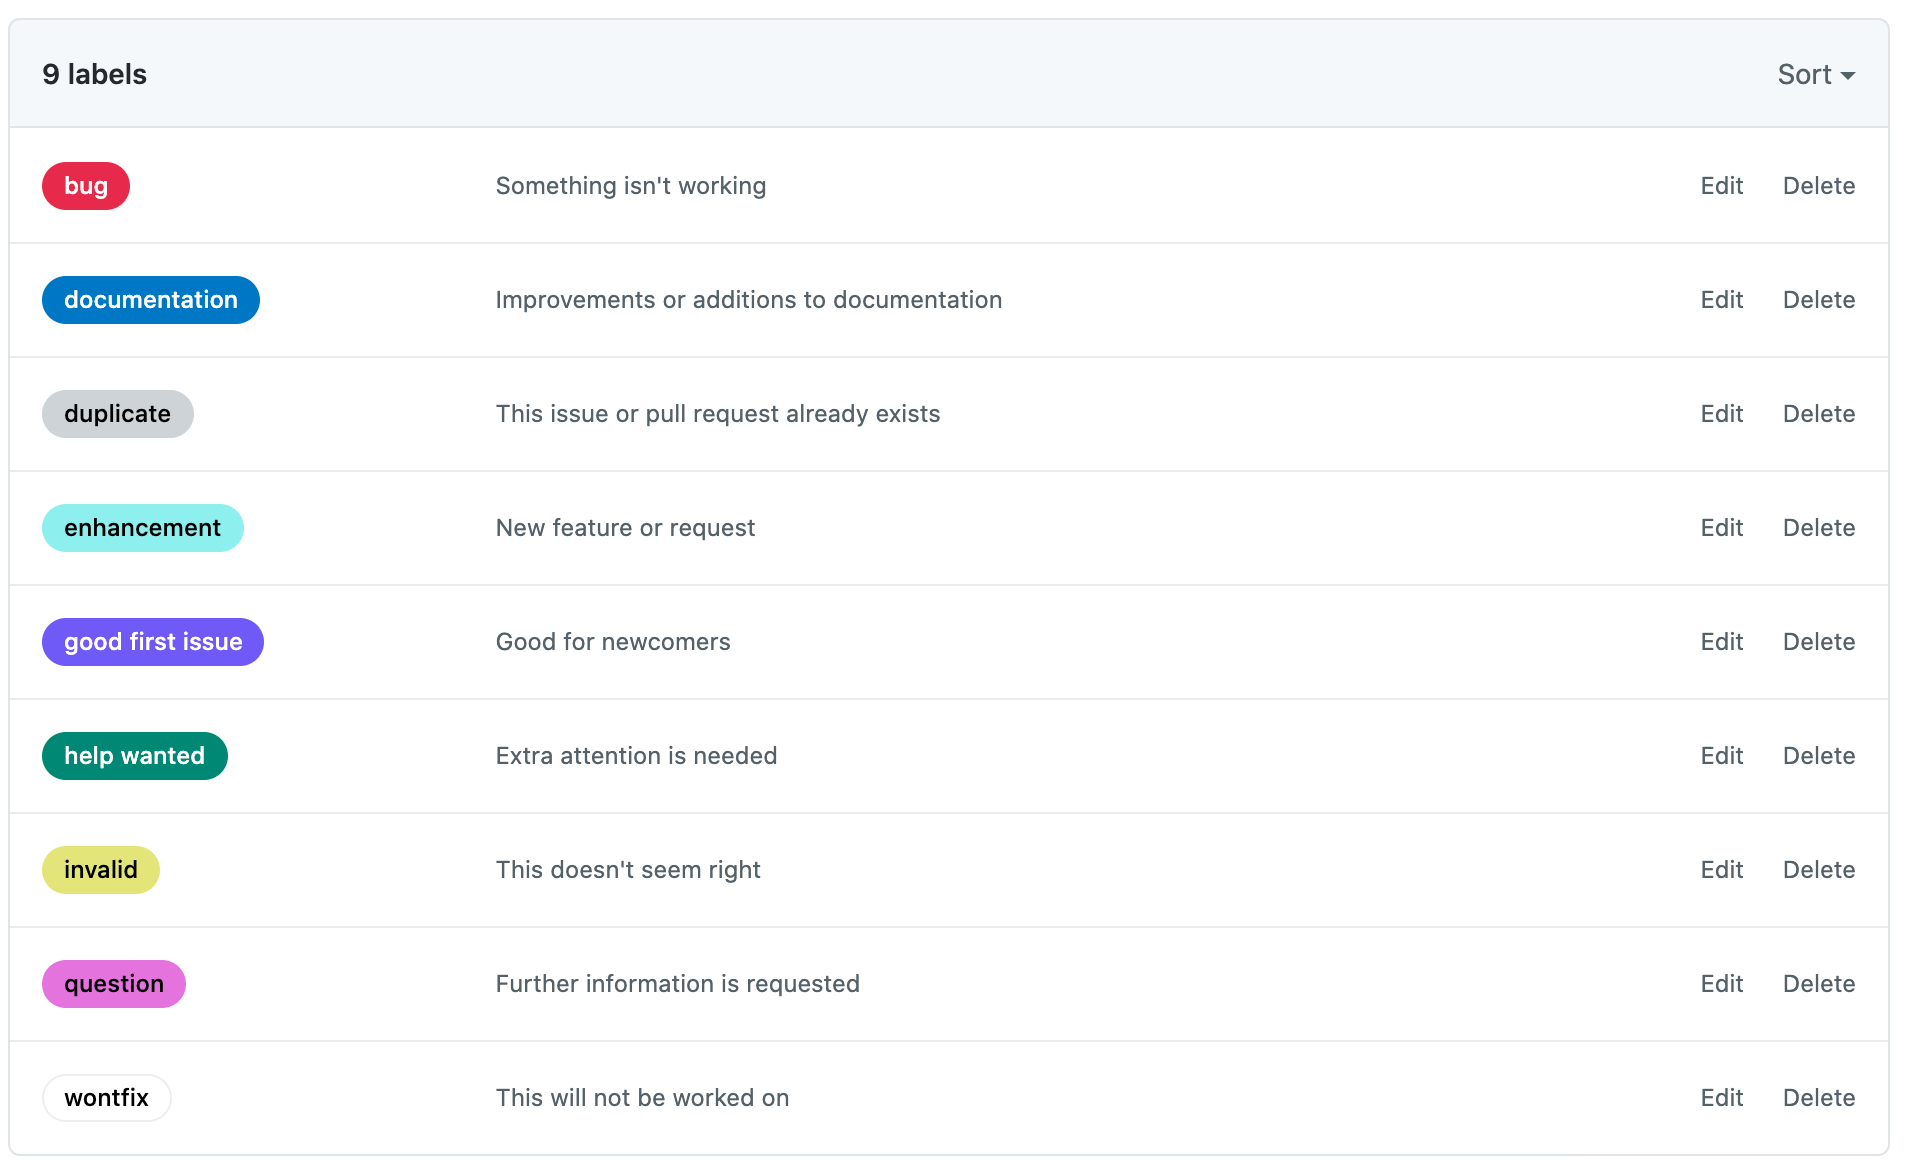 9 labels Sort
bug Something isn't working Edit Delete
documentation Improvements or additions to documentation Edit Delete
duplicate This issue or pull request already exists Edit Delete
enhancement New feature or request Edit Delete
good first issue Good for newcomers Edit Delete
help wanted Extra attention is needed Edit Delete
invalid This doesn't seem right Edit Delete
question Further information is requested Edit Delete
wontfix This will not be worked on Edit Delete